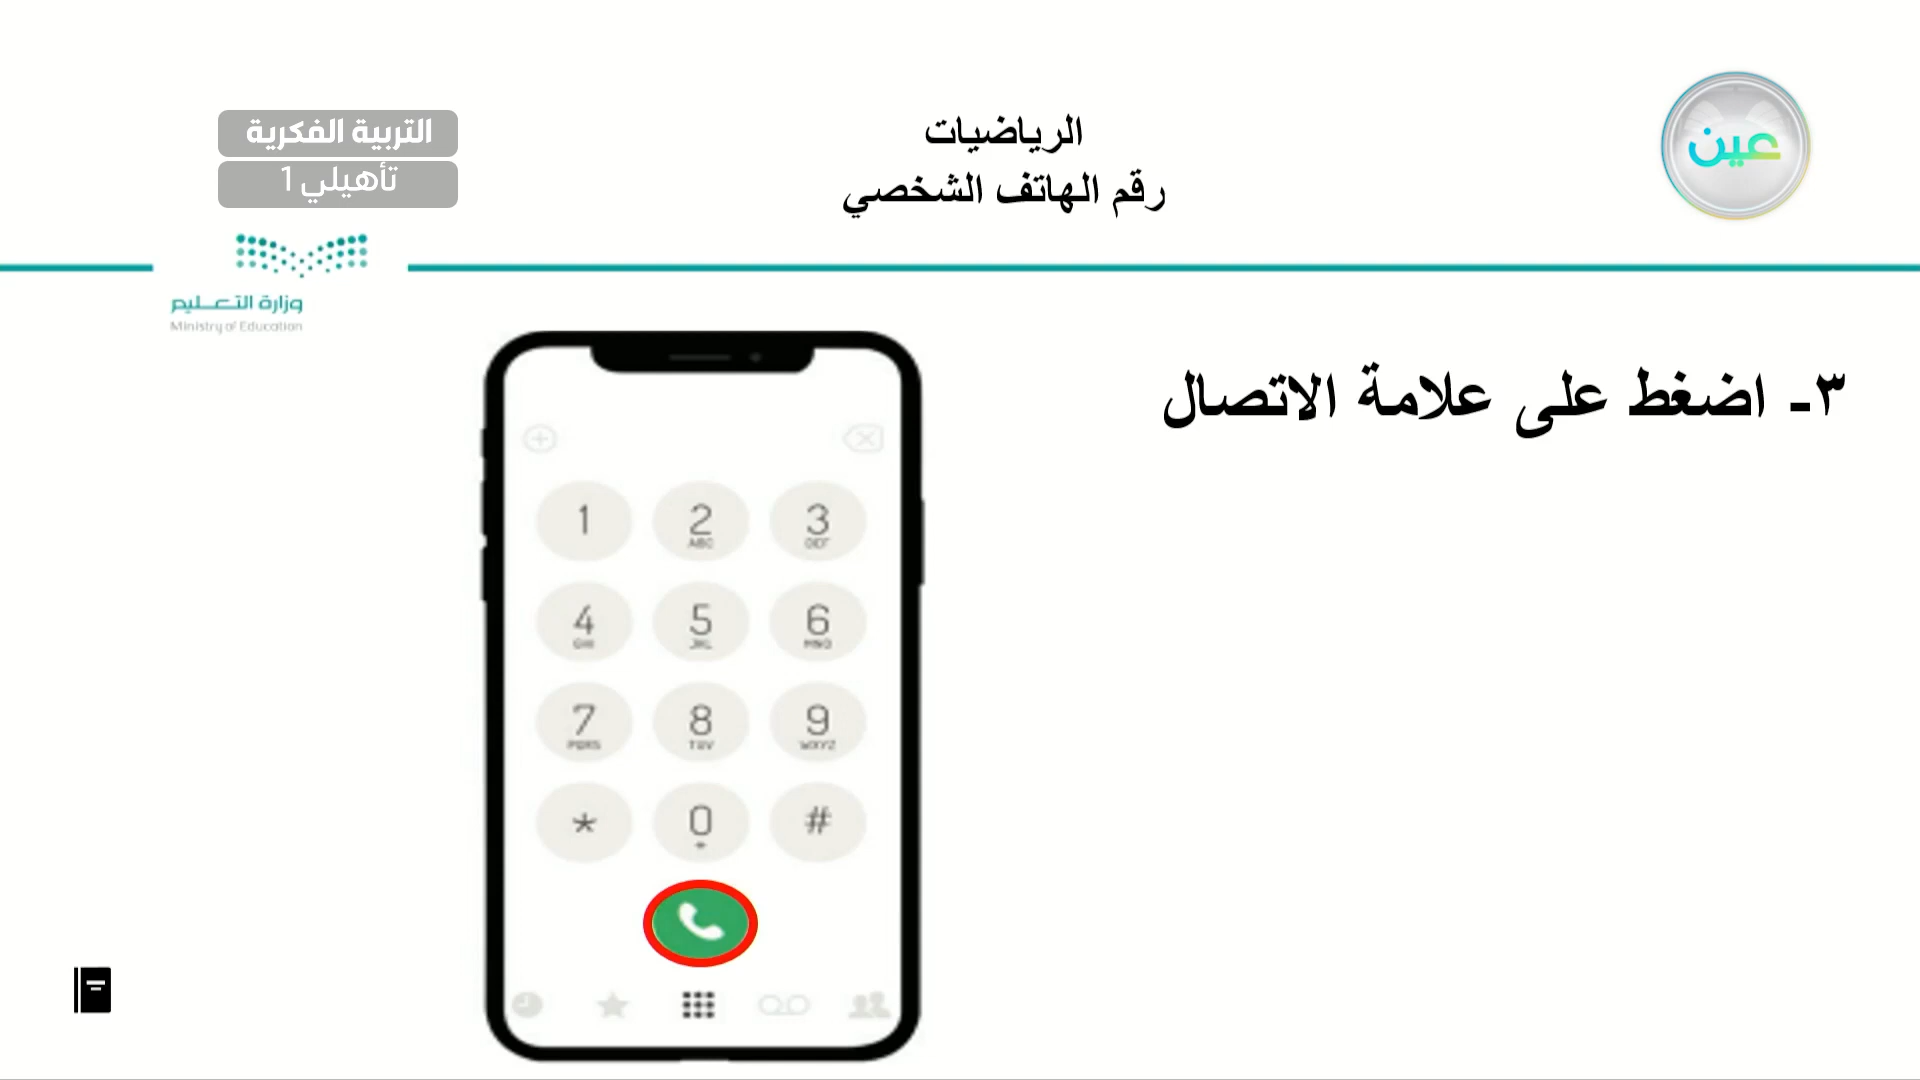 الرياضيات
رقم الهاتف الشخصي
عين
التربية الفكرية
تأهيلي 1
وزارة التعليم
Ministry of Education
٣- اضغط على علامة الاتصال
1 2 3
ABC
4 5 6
GHI JKL MNO
7 8 9
PQRS TUV WXYZ
* 0 #
+